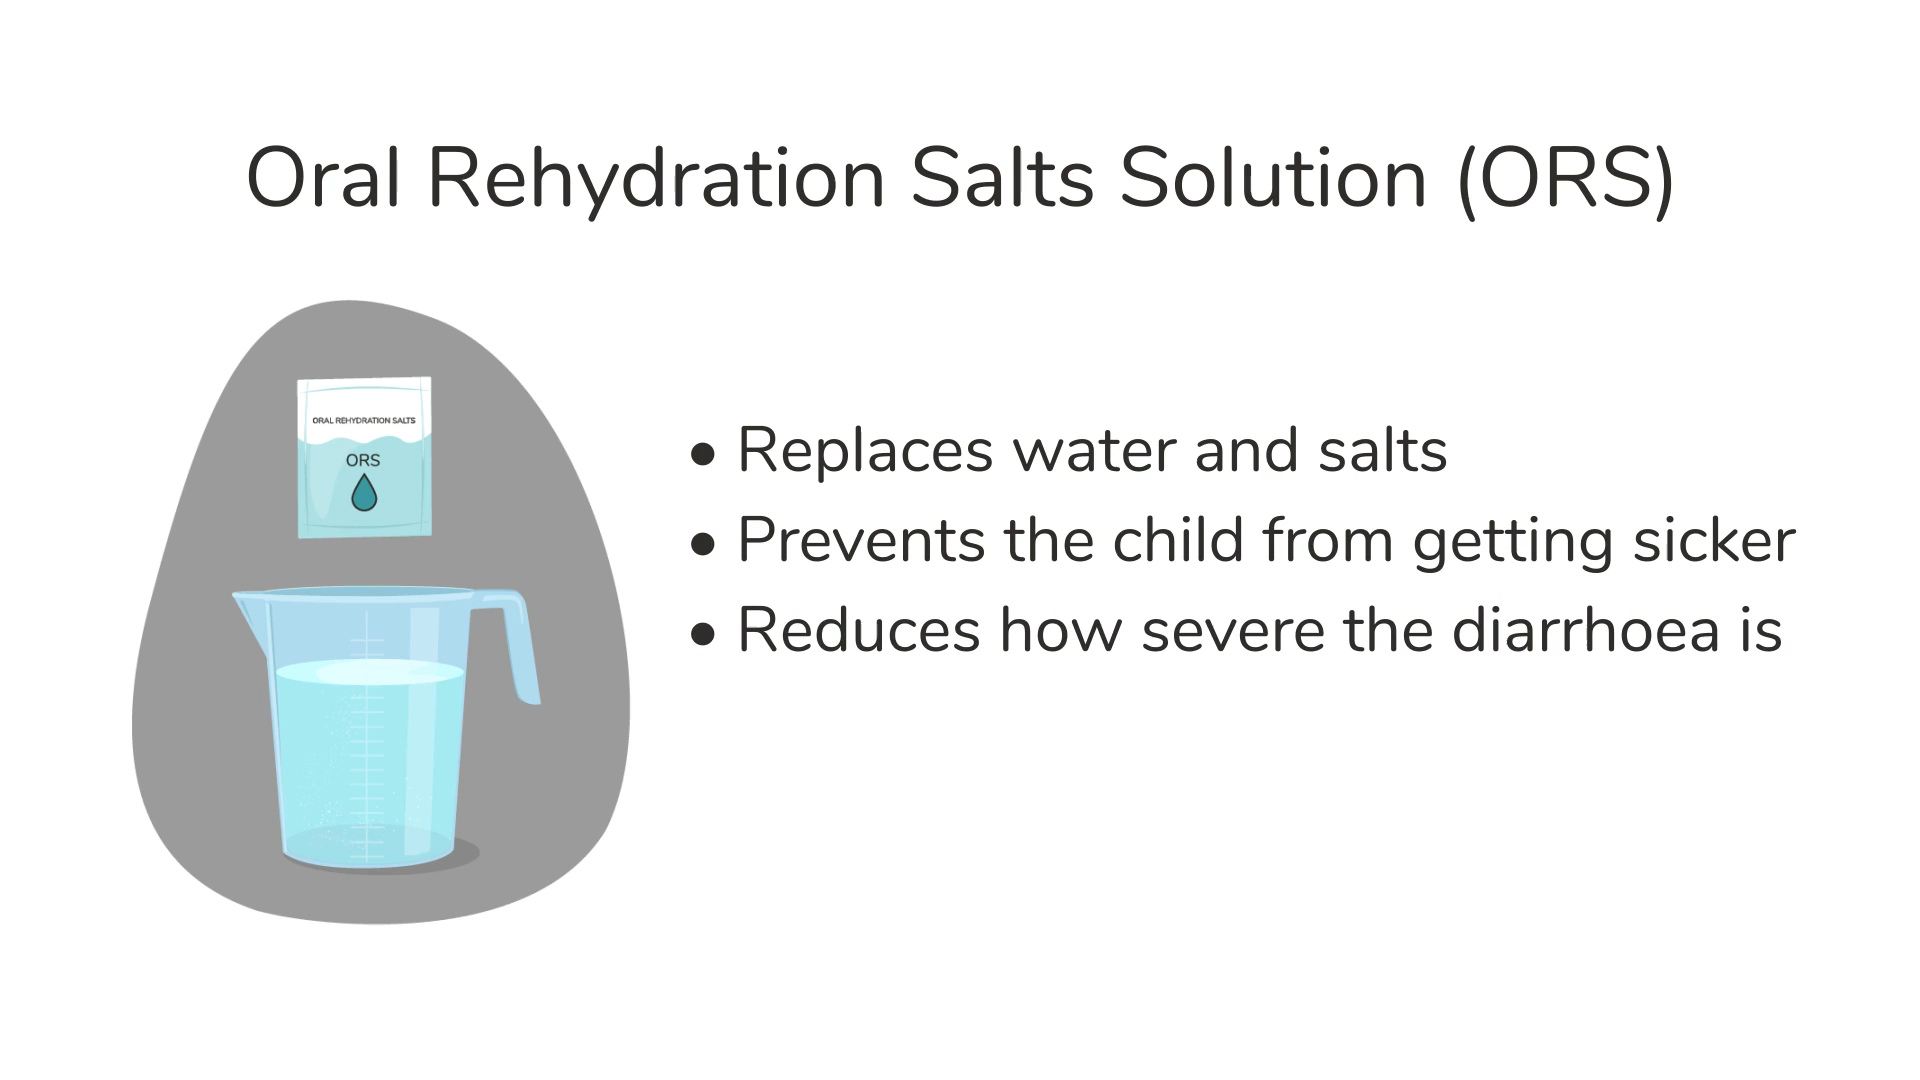 Oral Rehydration Salts Solution (ORS)
ORAL REHYDRATION SALTS
ORS
• Replaces water and salts
• Prevents the child from getting sicker
• Reduces how severe the diarrhoea is